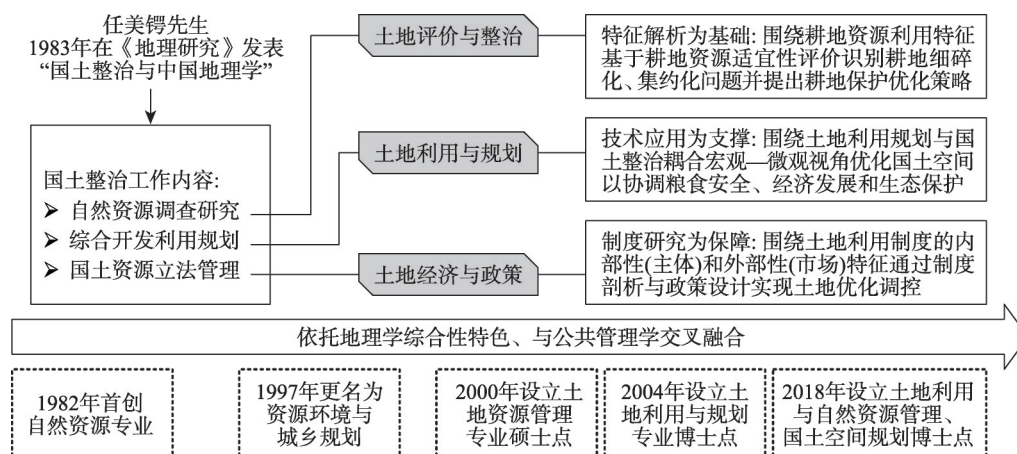 任美锷先生
1983年在《地理研究》发表
“国土整治与中国地理学”
国土整治工作内容:
➢ 自然资源调查研究
➢ 综合开发利用规划
➢ 国土资源立法管理
土地评价与整治
特征解析为基础: 围绕耕地资源利用特征
基于耕地资源适宜性评价识别耕地细碎
化、集约化问题并提出耕地保护优化策略
土地利用与规划
技术应用为支撑: 围绕土地利用规划与国
土整治耦合宏观—微观视角优化国土空间
以协调粮食安全、经济发展和生态保护
土地经济与政策
制度研究为保障: 围绕土地利用制度的内
部性(主体)和外部性(市场)特征通过制度
剖析与政策设计实现土地优化调控
依托地理学综合性特色、与公共管理学交叉融合
1982年首创
自然资源专业
1997年更名为
资源环境与
城乡规划
2000年设立土
地资源管理
专业硕士点
2004年设立土
地利用与规划
专业博士点
2018年设立土地利用
与自然资源管理、
国土空间规划博士点